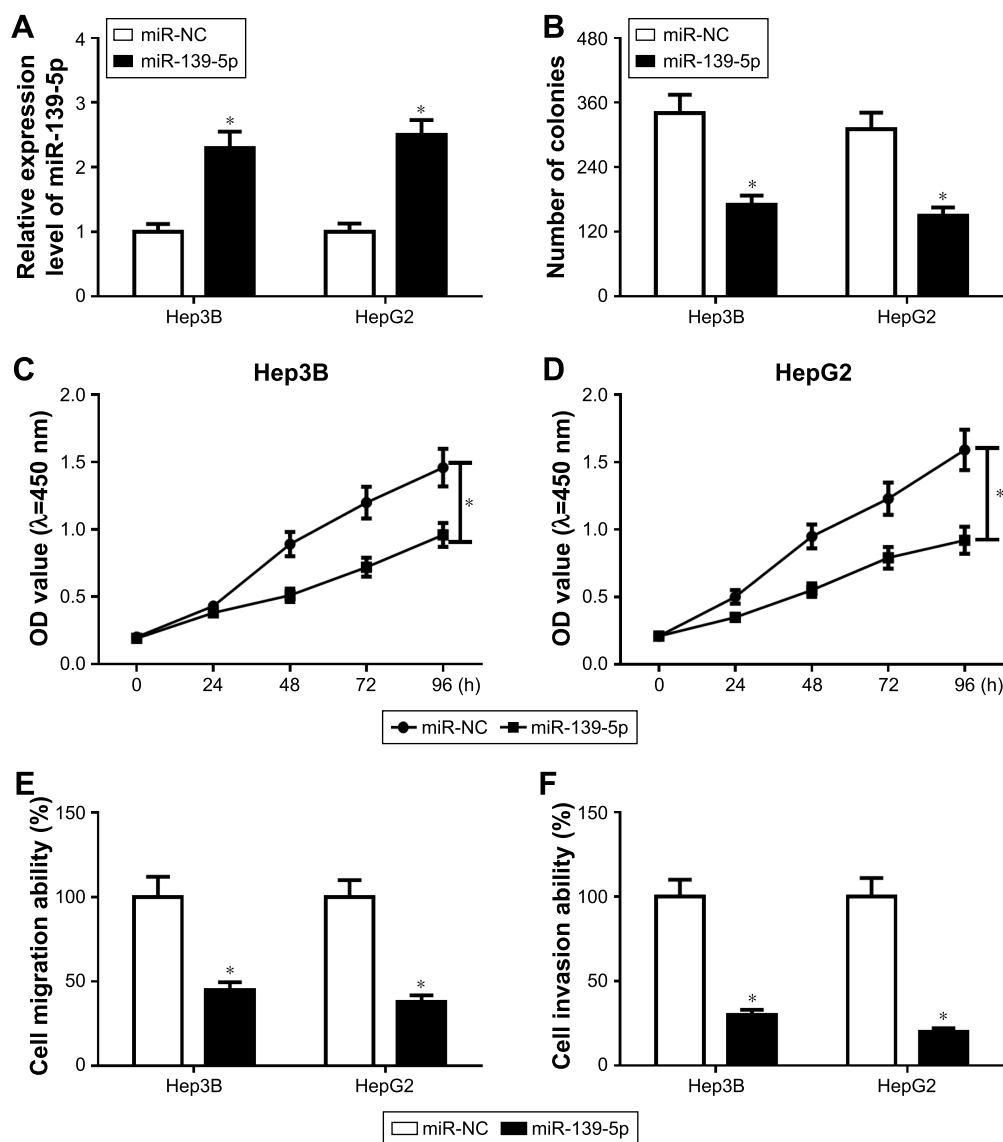 A
miR-NC
miR-139-5p
Relative expression
level of miR-139-5p
4
3
2
1
0
*
*
Hep3B
HepG2
B
miR-NC
miR-139-5p
Number of colonies
480
360
240
120
0
*
*
Hep3B
HepG2
C
Hep3B
OD value (λ=450 nm)
2.0
1.5
1.0
0.5
0.0
*
0 24 48 72 96 (h)
D
HepG2
OD value (λ=450 nm)
2.0
1.5
1.0
0.5
0.0
*
0 24 48 72 96 (h)
miR-NC miR-139-5p
E
Cell migration ability (%)
150
100
50
0
*
*
Hep3B
HepG2
F
Cell invasion ability (%)
150
100
50
0
*
*
Hep3B
HepG2
miR-NC miR-139-5p